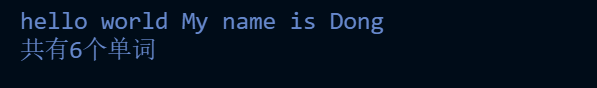 hello world My name is Dong
共有6个单词